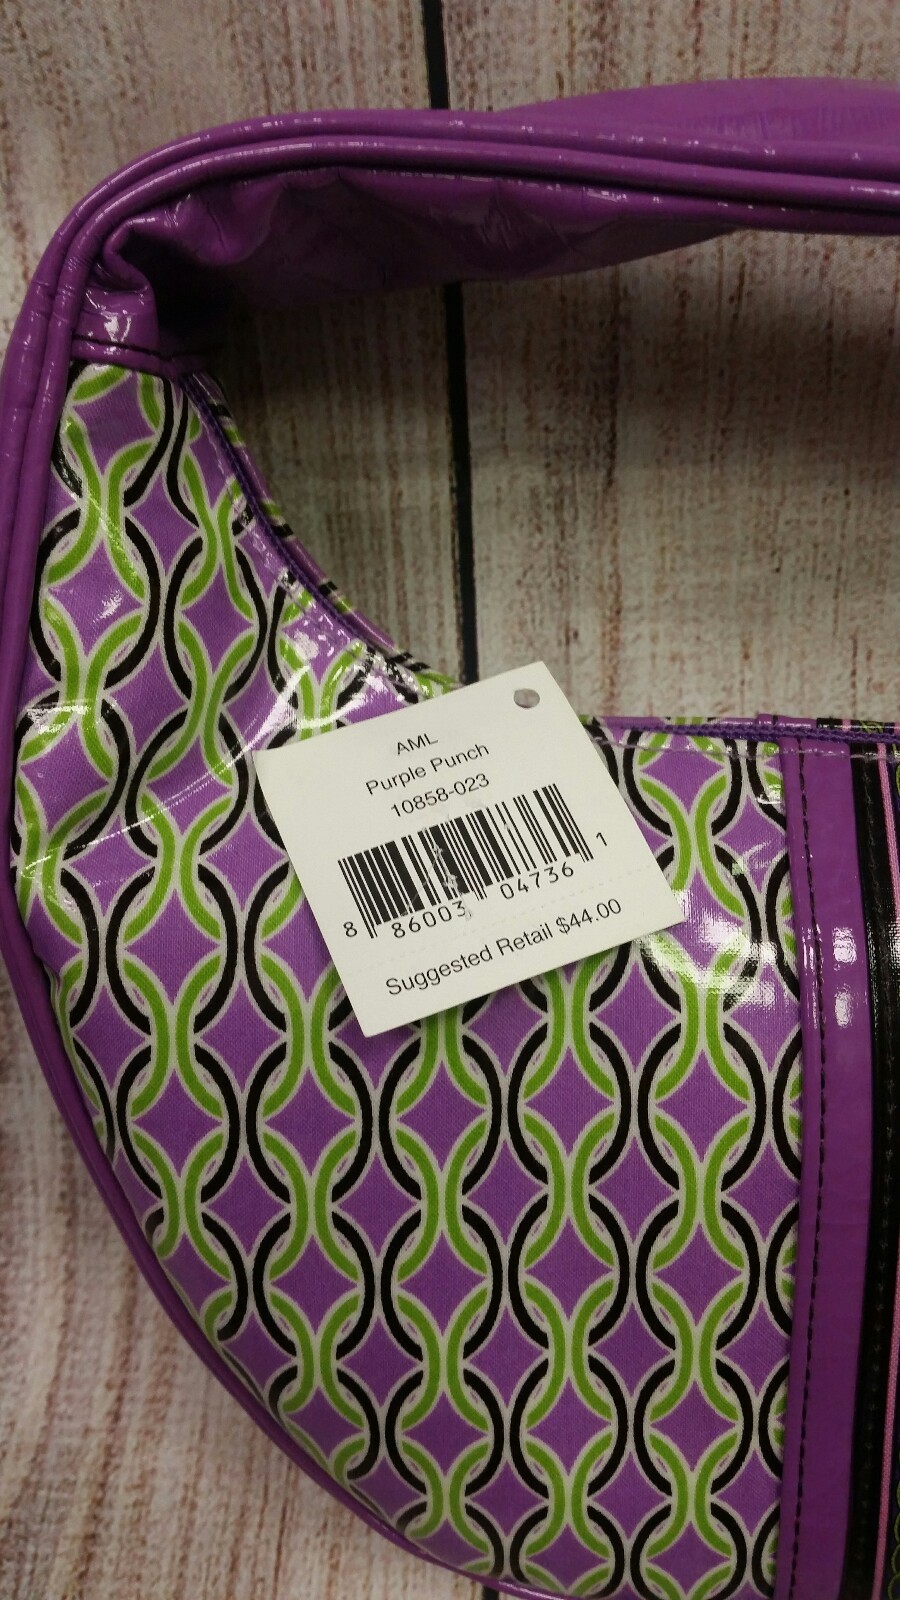 AML
Purple Punch
10858-023
8 86003 04736 1
Suggested Retail $44.00